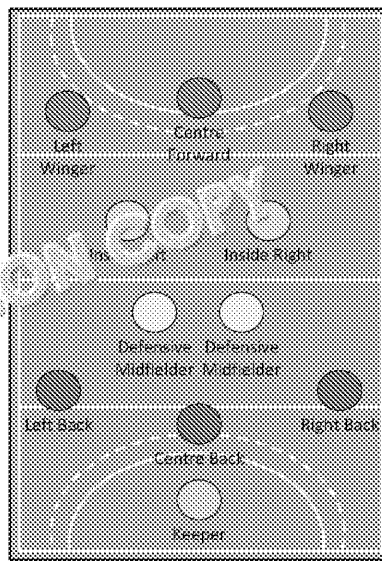 Left
Winger
Centre
Forward
Right
Winger
Inside Right
Defensive
Midfielder
Defensive
Midfielder
Left Back
Right Back
Centre Back
Keeper
COPY